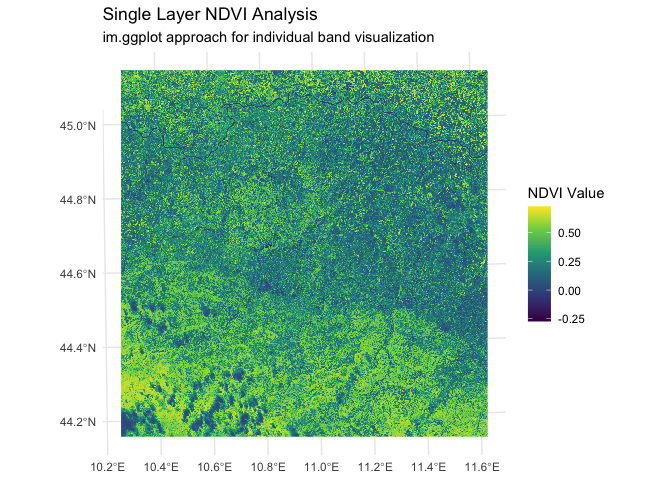 Single Layer NDVI Analysis
im.ggplot approach for individual band visualization
45.0°N
44.8°N
44.6°N
44.4°N
44.2°N
10.2°E 10.4°E 10.6°E 10.8°E 11.0°E 11.2°E 11.4°E 11.6°E
NDVI Value
0.50
0.25
0.00
-0.25